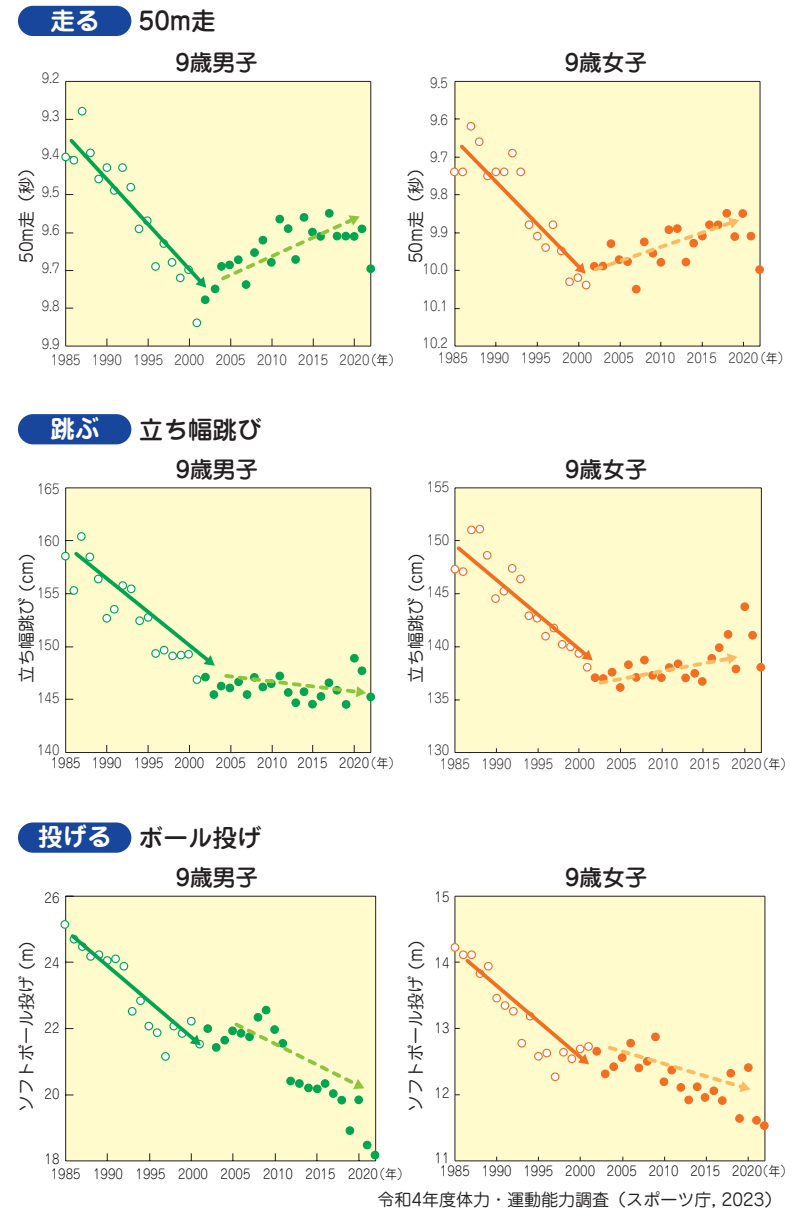 走る 50m走
9歳男子
9.2
9.3
9.4
9.5
9.6
9.7
9.8
9.9
50m走（秒）
1985 1990 1995 2000 2005 2010 2015 2020(年)
9歳女子
9.5
9.6
9.7
9.8
9.9
10.0
10.1
10.2
50m走（秒）
1985 1990 1995 2000 2005 2010 2015 2020(年)
跳ぶ 立ち幅跳び
9歳男子
165
160
155
150
145
140
立ち幅跳び（cm）
1985 1990 1995 2000 2005 2010 2015 2020(年)
9歳女子
155
150
145
140
135
130
立ち幅跳び（cm）
1985 1990 1995 2000 2005 2010 2015 2020(年)
投げる ボール投げ
9歳男子
26
24
22
20
18
ソフトボール投げ（m）
1985 1990 1995 2000 2005 2010 2015 2020(年)
9歳女子
15
14
13
12
11
ソフトボール投げ（m）
1985 1990 1995 2000 2005 2010 2015 2020(年)
令和4年度体力・運動能力調査（スポーツ庁, 2023）